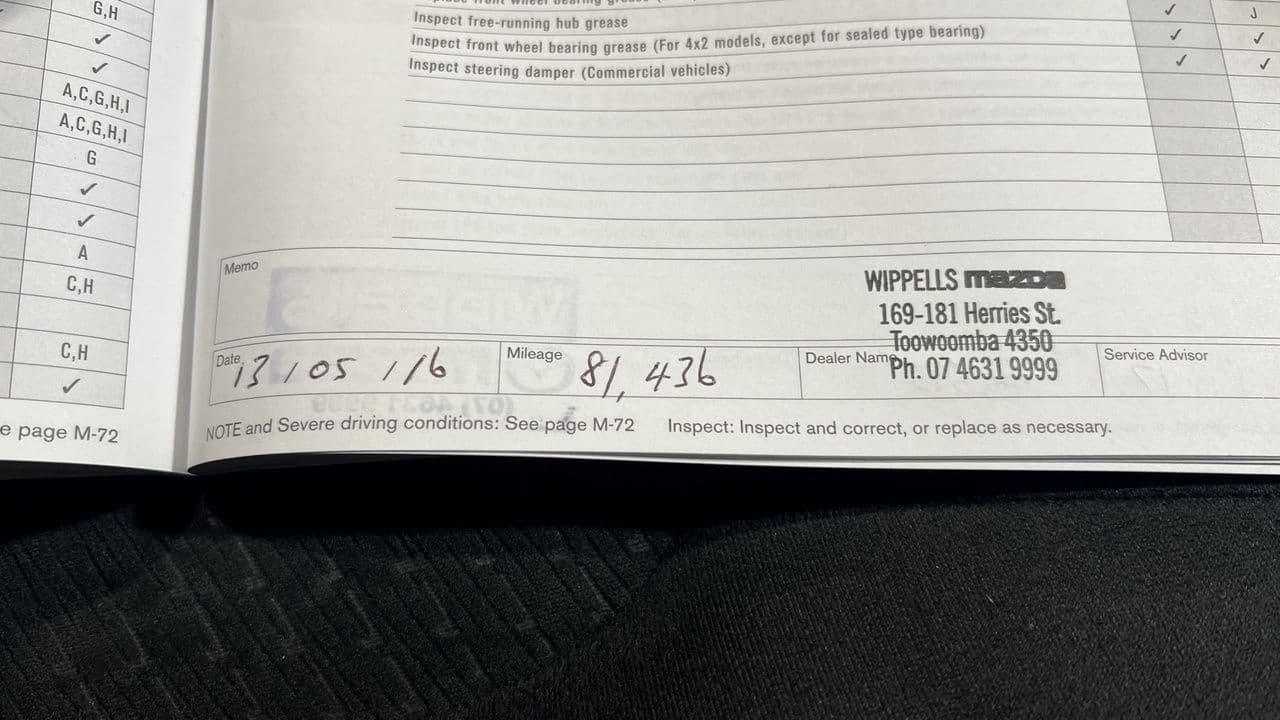 G,H
✓
✓
A,C,G,H,I
A,C,G,H,I
G
✓
✓
A
C,H
C,H
✓
e page M-72
Inspect free-running hub grease ✓ J
Inspect front wheel bearing grease (For 4x2 models, except for sealed type bearing) ✓ ✓
Inspect steering damper (Commercial vehicles) ✓ ✓
Memo
WIPPELLS mazda
169-181 Herries St.
Toowoomba 4350
Ph. 07 4631 9999
Date 13/05/16 Mileage 81,436 Dealer Name Service Advisor
NOTE and Severe driving conditions: See page M-72 Inspect: Inspect and correct, or replace as necessary.